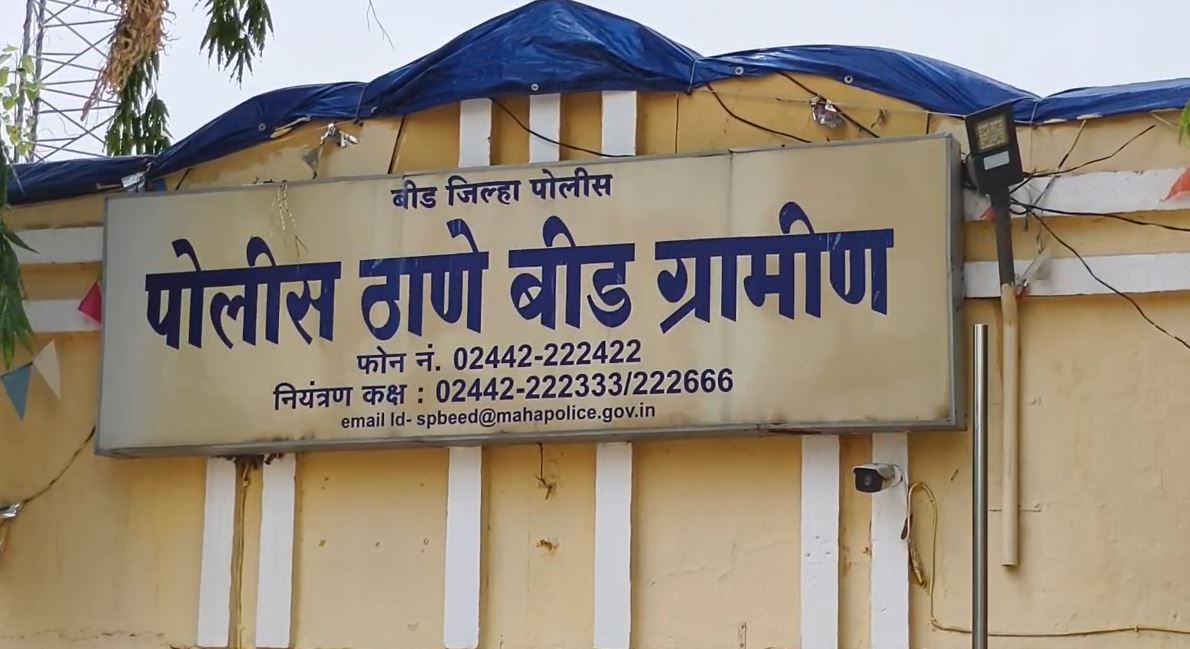 बीड जिल्हा पोलीस
पोलीस ठाणे बीड ग्रामीण
फोन नं. 02442-222422
नियंत्रण कक्ष : 02442-222333/222666
email Id- spbeed@mahapolice.gov.in